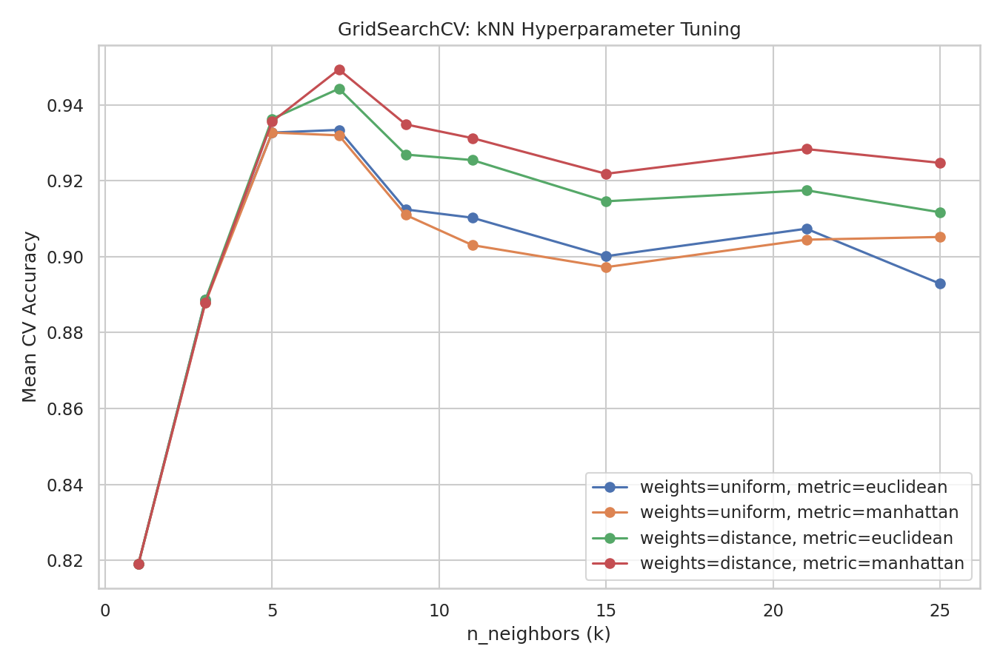 GridSearchCV: kNN Hyperparameter Tuning
Mean CV Accuracy
0.94
0.92
0.90
0.88
0.86
0.84
0.82
weights=uniform, metric=euclidean
weights=uniform, metric=manhattan
weights=distance, metric=euclidean
weights=distance, metric=manhattan
0 5 10 15 20 25
n_neighbors (k)